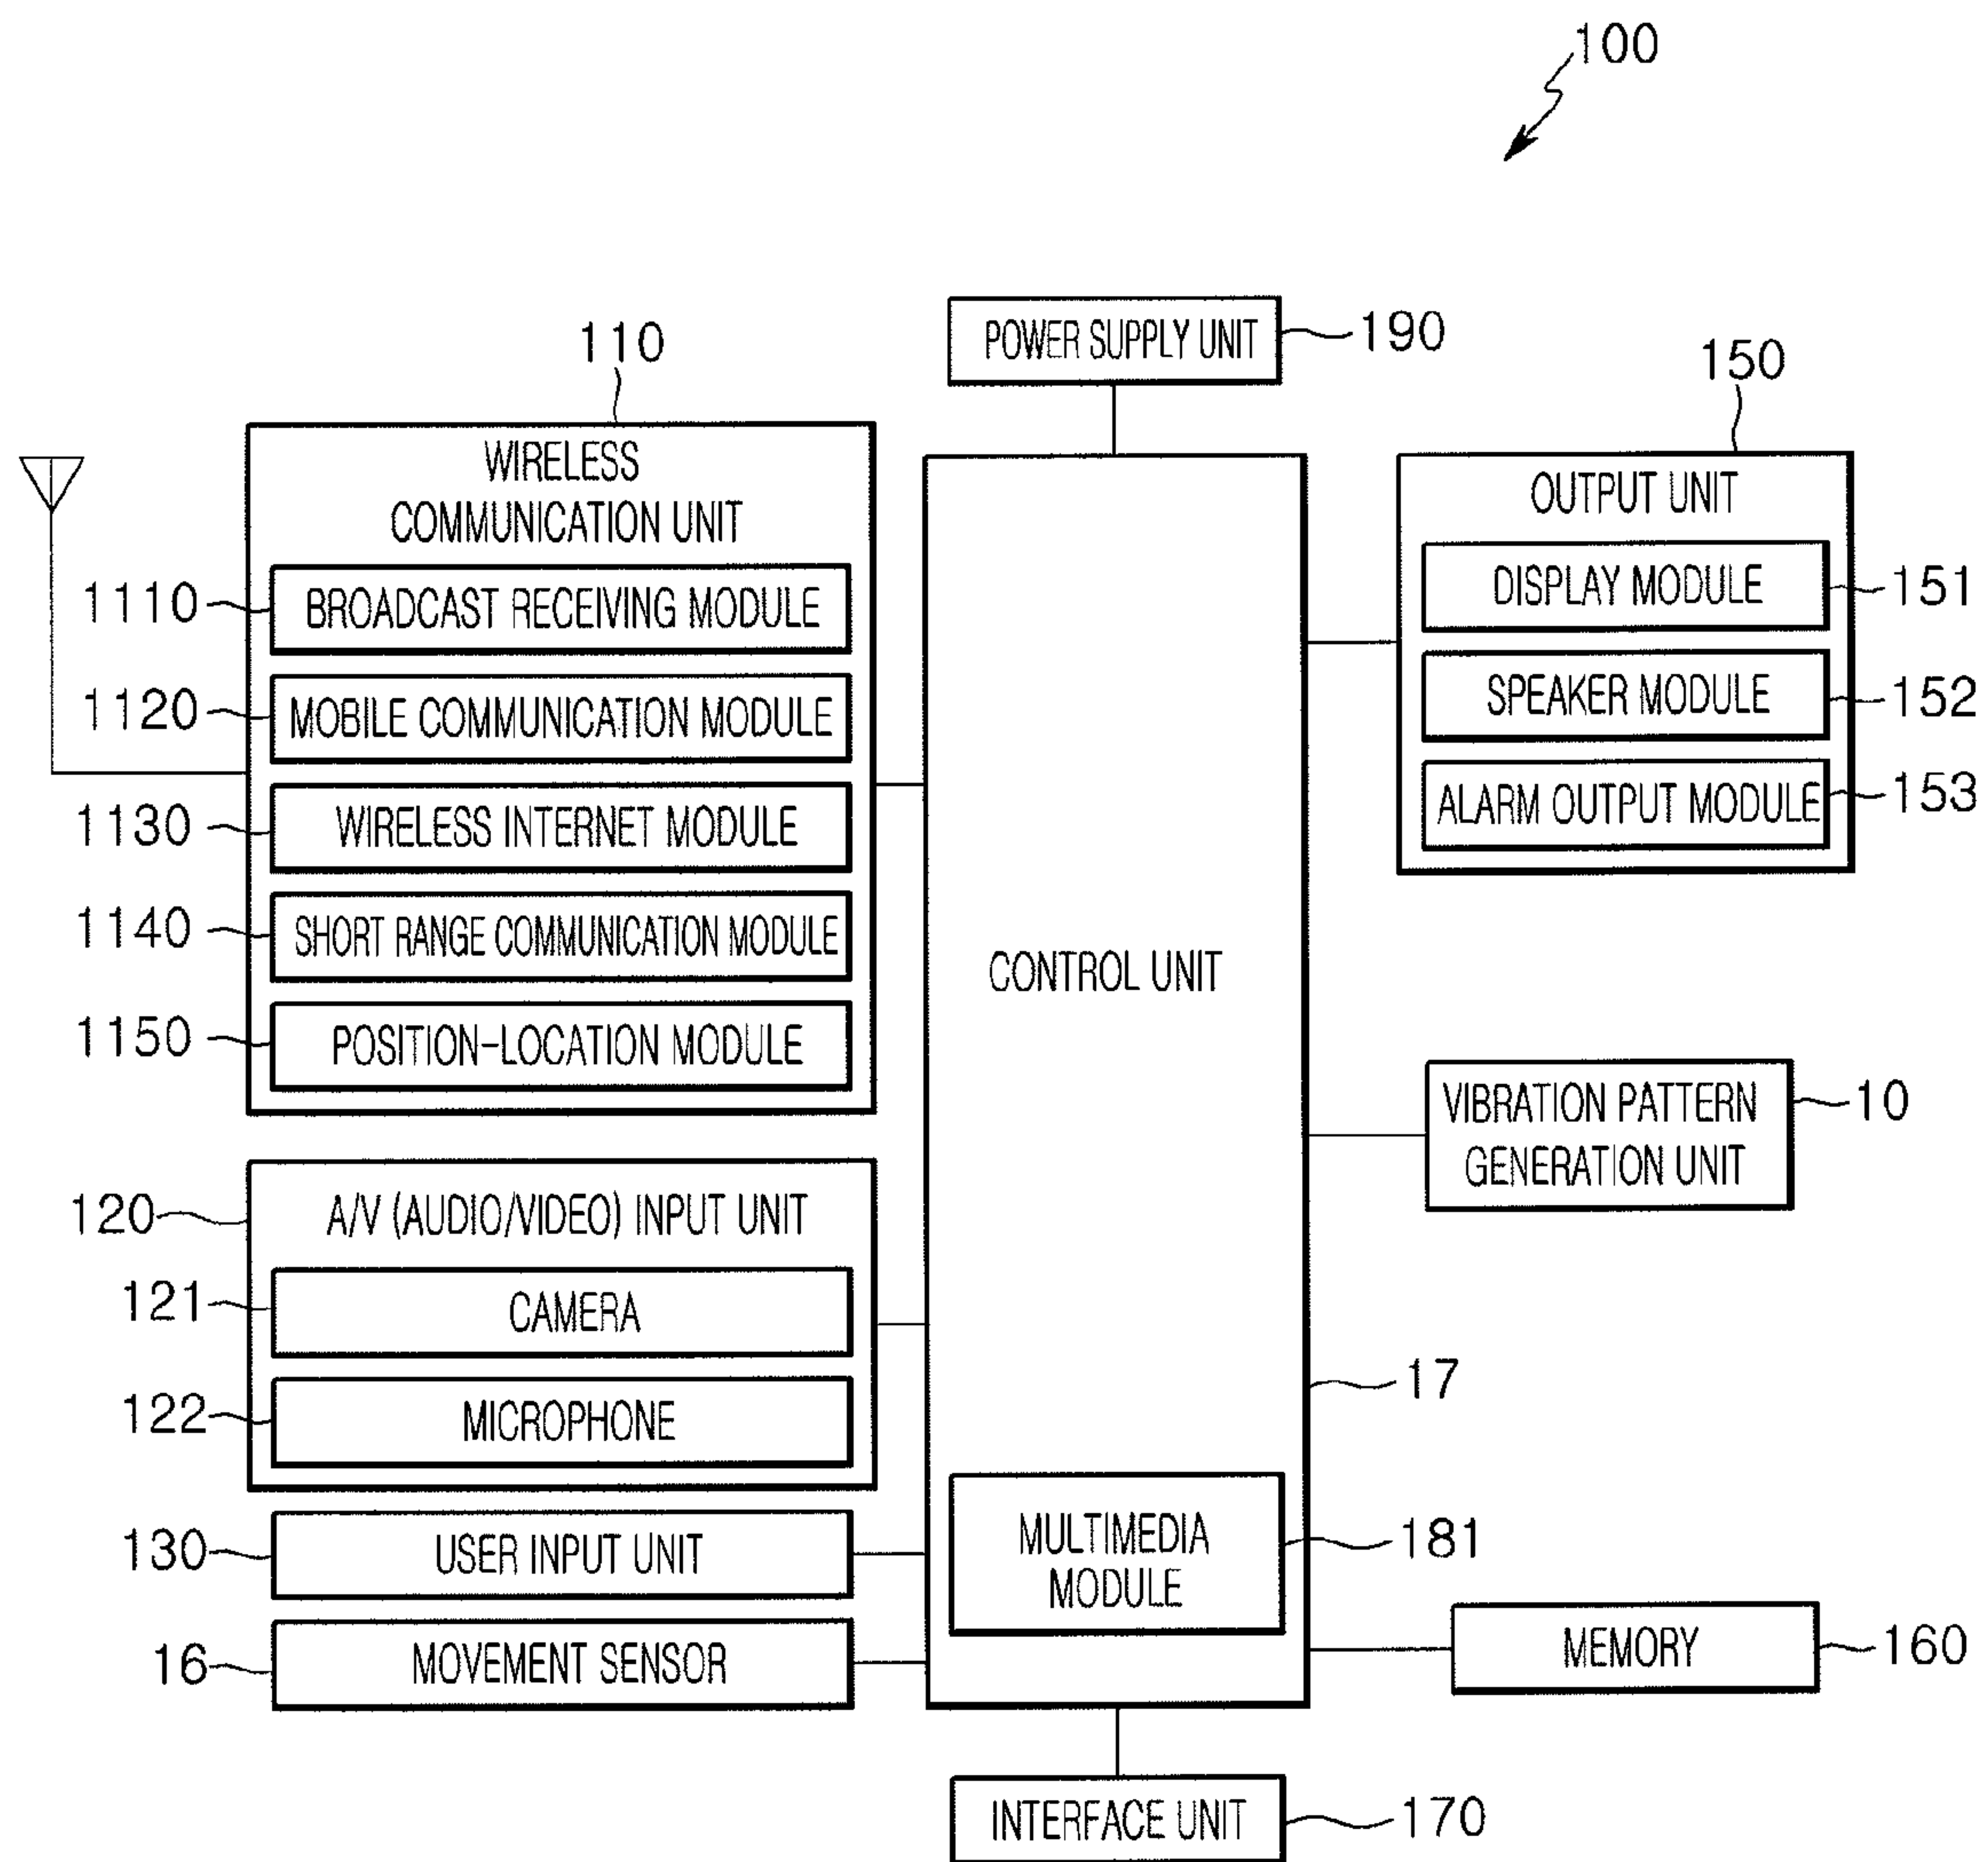 100
POWER SUPPLY UNIT
190
110
WIRELESS
COMMUNICATION UNIT
1110
BROADCAST RECEIVING MODULE
1120
MOBILE COMMUNICATION MODULE
1130
WIRELESS INTERNET MODULE
1140
SHORT RANGE COMMUNICATION MODULE
1150
POSITION-LOCATION MODULE
120
A/V (AUDIO/VIDEO) INPUT UNIT
121
CAMERA
122
MICROPHONE
130
USER INPUT UNIT
16
MOVEMENT SENSOR
CONTROL UNIT
17
MULTIMEDIA
MODULE
181
150
OUTPUT UNIT
DISPLAY MODULE
151
SPEAKER MODULE
152
ALARM OUTPUT MODULE
153
VIBRATION PATTERN
GENERATION UNIT
10
MEMORY
160
INTERFACE UNIT
170